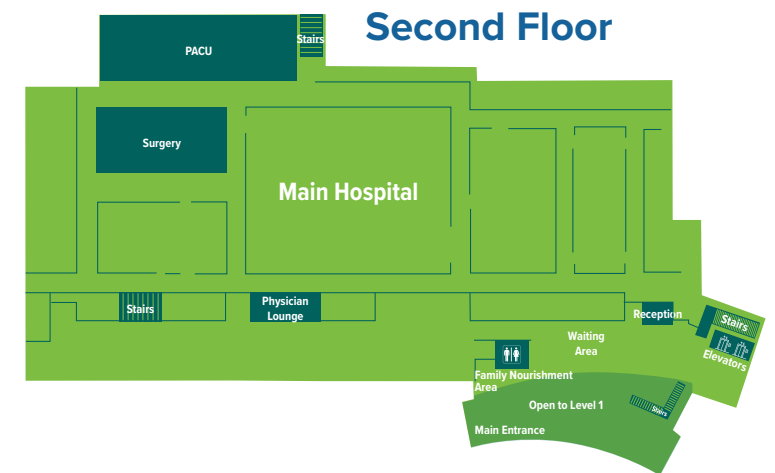 Second Floor
PACU
Stairs
Surgery
Main Hospital
Stairs
Physician
Lounge
Reception
Stairs
Elevators
Waiting
Area
Family Nourishment
Area
Open to Level 1
Stairs
Main Entrance